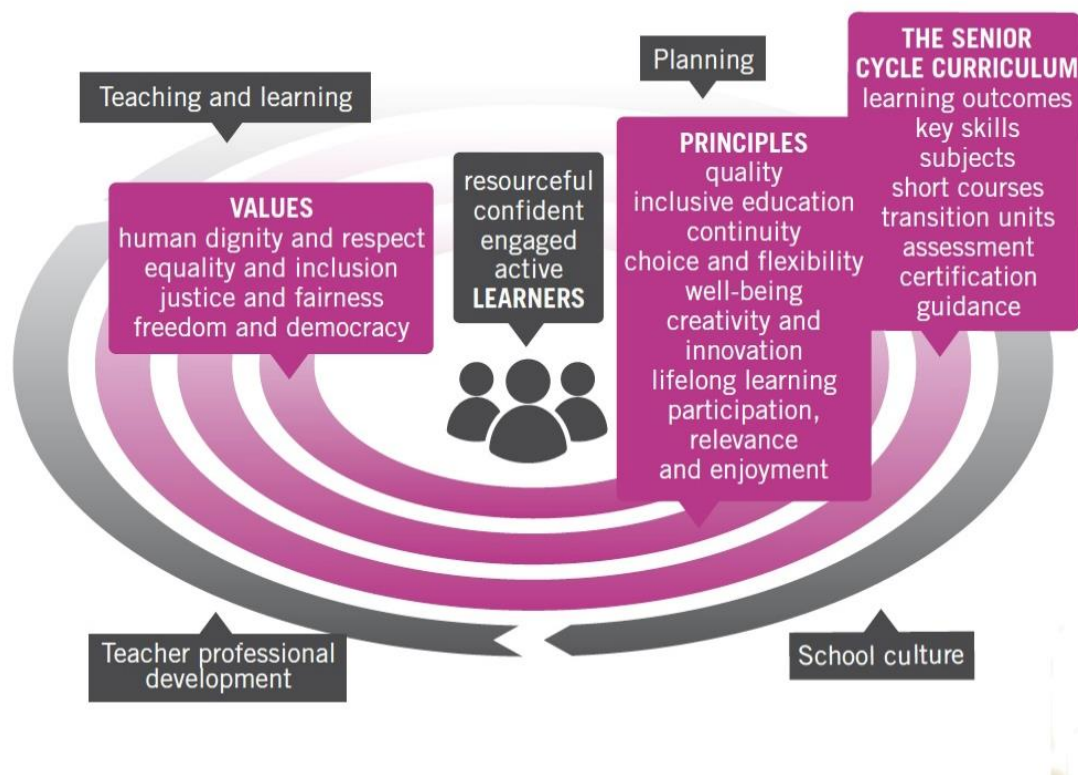 Teaching and learning
Planning
THE SENIOR
CYCLE CURRICULUM
learning outcomes
key skills
subjects
short courses
transition units
assessment
certification
guidance
VALUES
human dignity and respect
equality and inclusion
justice and fairness
freedom and democracy
resourceful
confident
engaged
active
LEARNERS
PRINCIPLES
quality
inclusive education
continuity
choice and flexibility
well-being
creativity and
innovation
lifelong learning
participation,
relevance
and enjoyment
Teacher professional
development
School culture